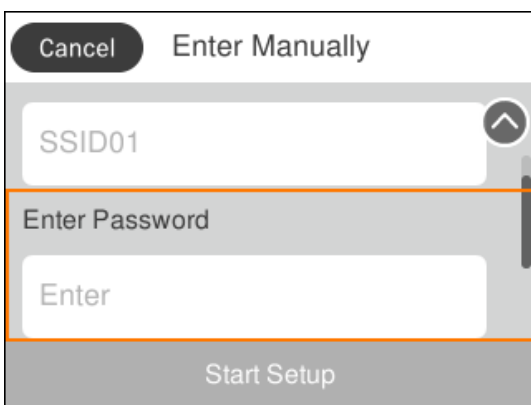 Cancel Enter Manually
SSID01
Enter Password
Enter
Start Setup